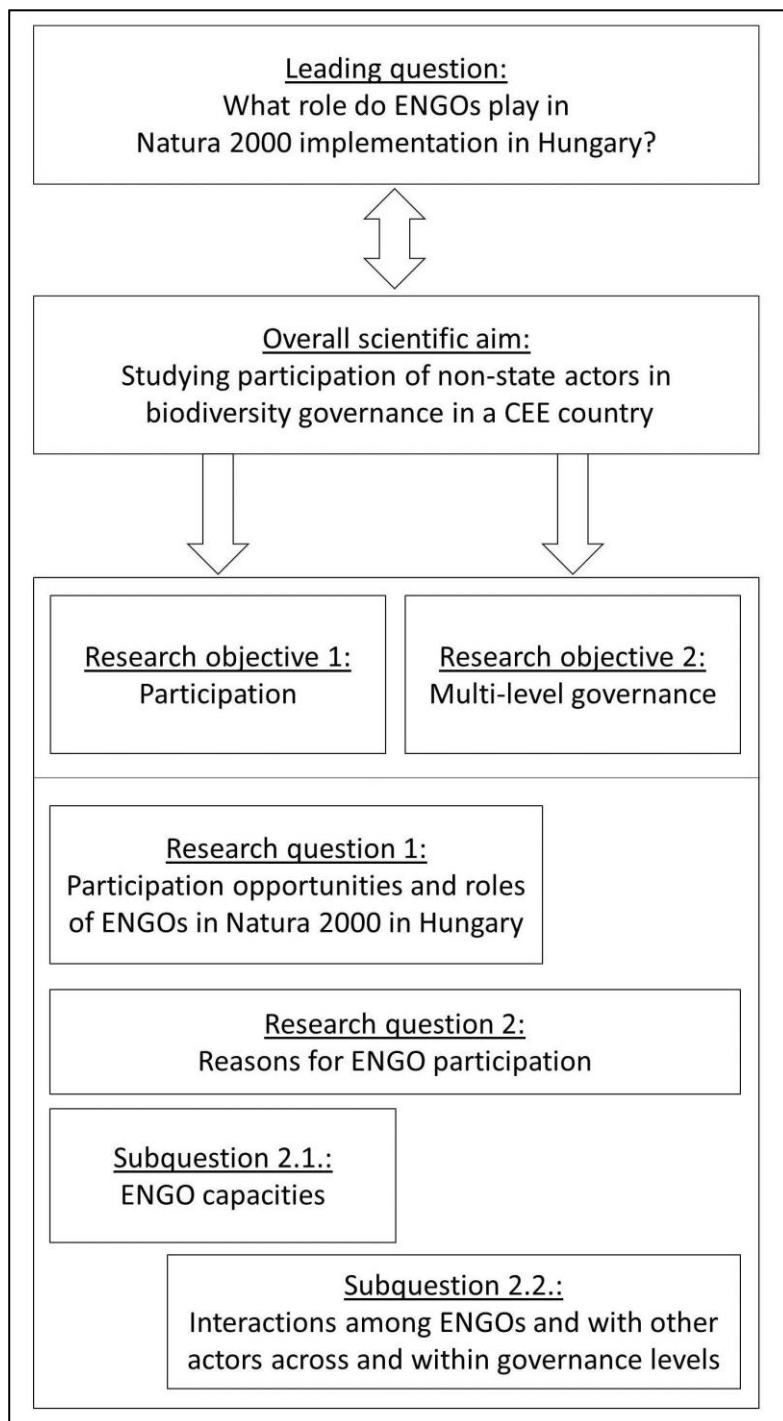 Leading question:
What role do ENGOs play in
Natura 2000 implementation in Hungary?
Overall scientific aim:
Studying participation of non-state actors in
biodiversity governance in a CEE country
Research objective 1:
Participation
Research objective 2:
Multi-level governance
Research question 1:
Participation opportunities and roles
of ENGOs in Natura 2000 in Hungary
Research question 2:
Reasons for ENGO participation
Subquestion 2.1.:
ENGO capacities
Subquestion 2.2.:
Interactions among ENGOs and with other
actors across and within governance levels